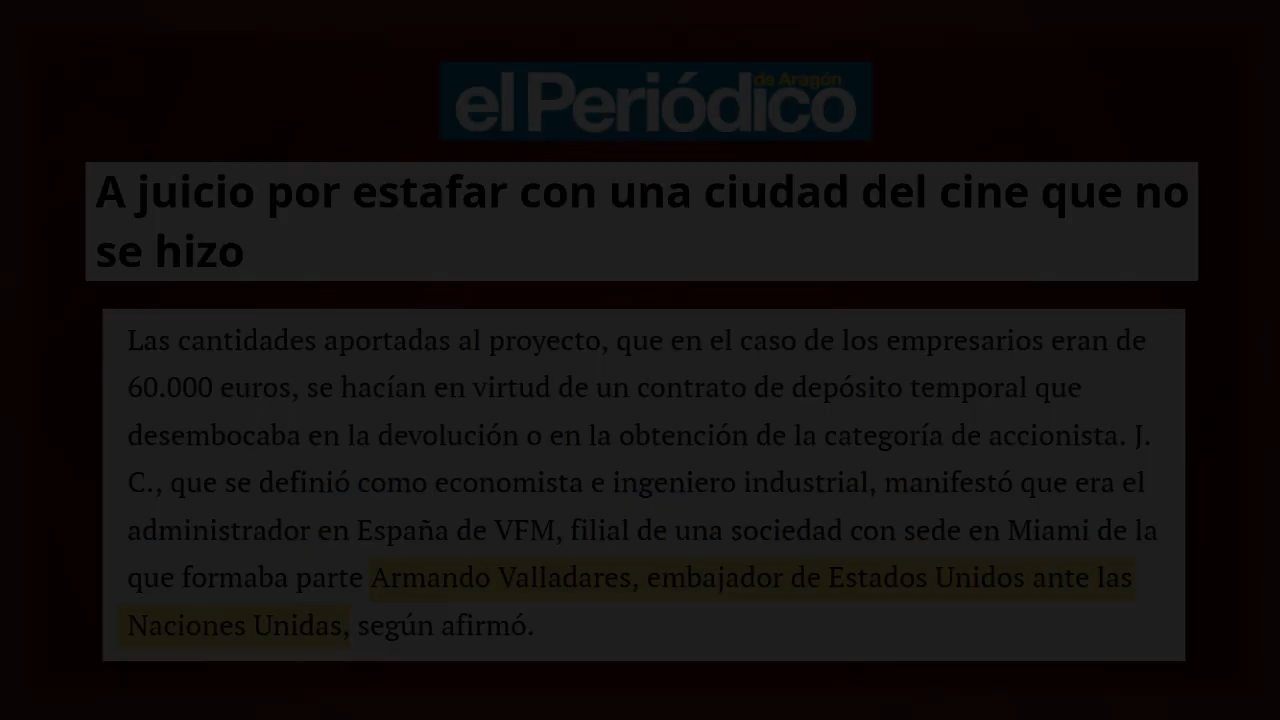 el Periódico
de Aragón
A juicio por estafar con una ciudad del cine que no
se hizo
Las cantidades aportadas al proyecto, que en el caso de los empresarios eran de
60.000 euros, se hacían en virtud de un contrato de depósito temporal que
desembocaba en la devolución o en la obtención de la categoría de accionista. J.
C., que se definió como economista e ingeniero industrial, manifestó que era el
administrador en España de VFM, filial de una sociedad con sede en Miami de la
que formaba parte Armando Valladares, embajador de Estados Unidos ante las
Naciones Unidas, según afirmó.